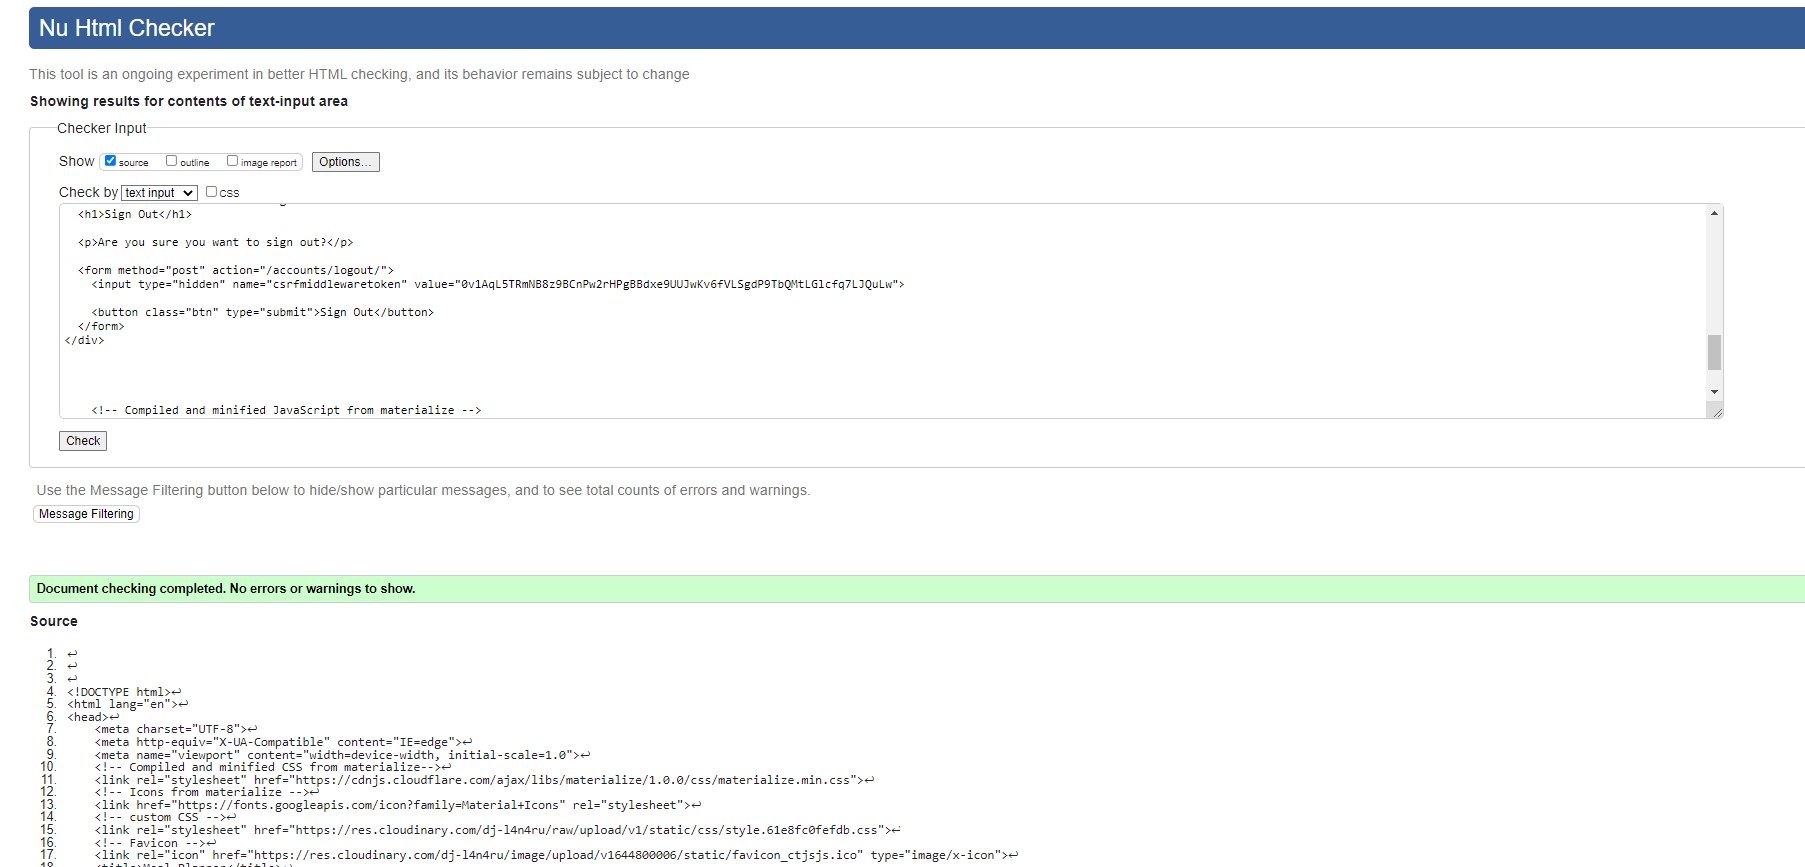 Nu Html Checker
This tool is an ongoing experiment in better HTML checking, and its behavior remains subject to change
Showing results for contents of text-input area
Checker Input
Show source outline image report Options...
Check by text input css
<h1>Sign Out</h1>
<p>Are you sure you want to sign out?</p>
<form method="post" action="/accounts/logout/">
<input type="hidden" name="csrfmiddlewaretoken" value="0v1AqL5TRmNB8z9BCnPw2rHPgBBdxe9UUJwKv6fVLSgdP9TbQMtLGlcfq7LJQuLw">
<button class="btn" type="submit">Sign Out</button>
</form>
</div>
<!-- Compiled and minified JavaScript from materialize -->
Check
Use the Message Filtering button below to hide/show particular messages, and to see total counts of errors and warnings.
Message Filtering
Document checking completed. No errors or warnings to show.
Source
1. ↩
2. ↩
3. ↩
4. <!DOCTYPE html>↩
5. <html lang="en">↩
6. <head>↩
7. <meta charset="UTF-8">↩
8. <meta http-equiv="X-UA-Compatible" content="IE=edge">↩
9. <meta name="viewport" content="width=device-width, initial-scale=1.0">↩
10. <!-- Compiled and minified CSS from materialize-->↩
11. <link rel="stylesheet" href="https://cdnjs.cloudflare.com/ajax/libs/materialize/1.0.0/css/materialize.min.css">↩
12. <!-- Icons from materialize -->↩
13. <link href="https://fonts.googleapis.com/icon?family=Material+Icons" rel="stylesheet">↩
14. <!-- custom CSS -->↩
15. <link rel="stylesheet" href="https://res.cloudinary.com/dj-l4n4ru/raw/upload/v1/static/css/style.61e8fc0fefdb.css">↩
16. <!-- Favicon -->↩
17. <link rel="icon" href="https://res.cloudinary.com/dj-l4n4ru/image/upload/v1644800006/static/favicon_ctjsjs.ico" type="image/x-icon">↩